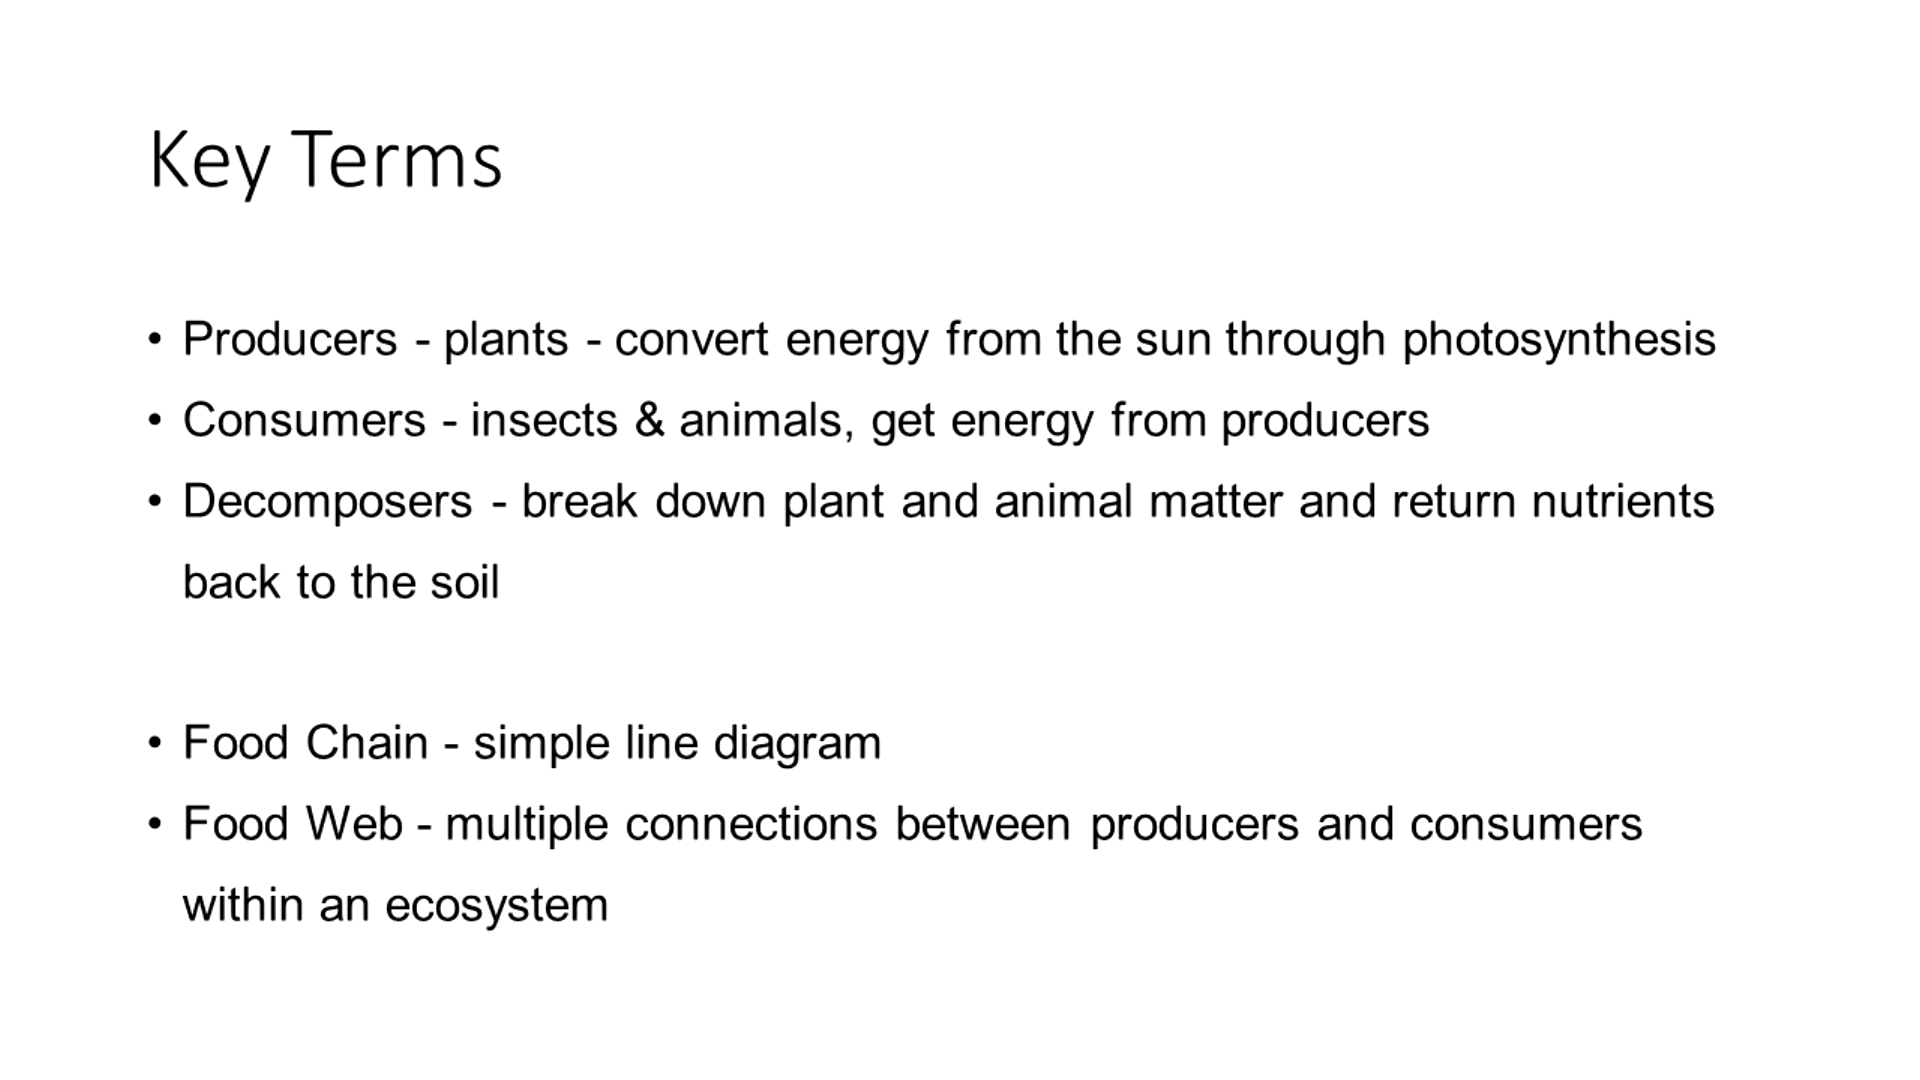 Key Terms
• Producers - plants - convert energy from the sun through photosynthesis
• Consumers - insects & animals, get energy from producers
• Decomposers - break down plant and animal matter and return nutrients
back to the soil
• Food Chain - simple line diagram
• Food Web - multiple connections between producers and consumers
within an ecosystem